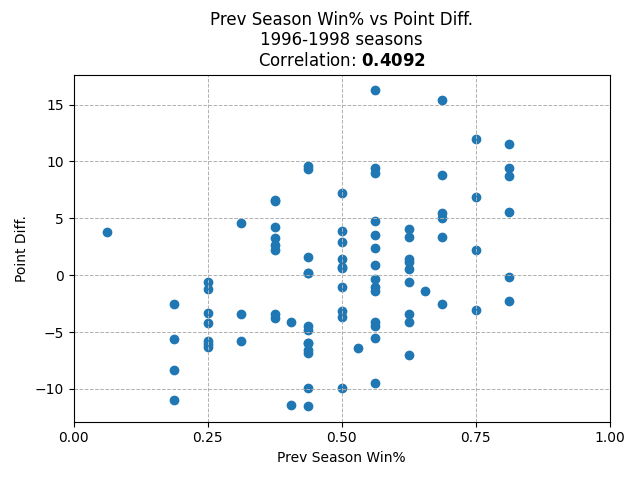 Prev Season Win% vs Point Diff.
1996-1998 seasons
Correlation: 0.4092
Point Diff.
15
10
5
0
−5
−10
0.00 0.25 0.50 0.75 1.00
Prev Season Win%